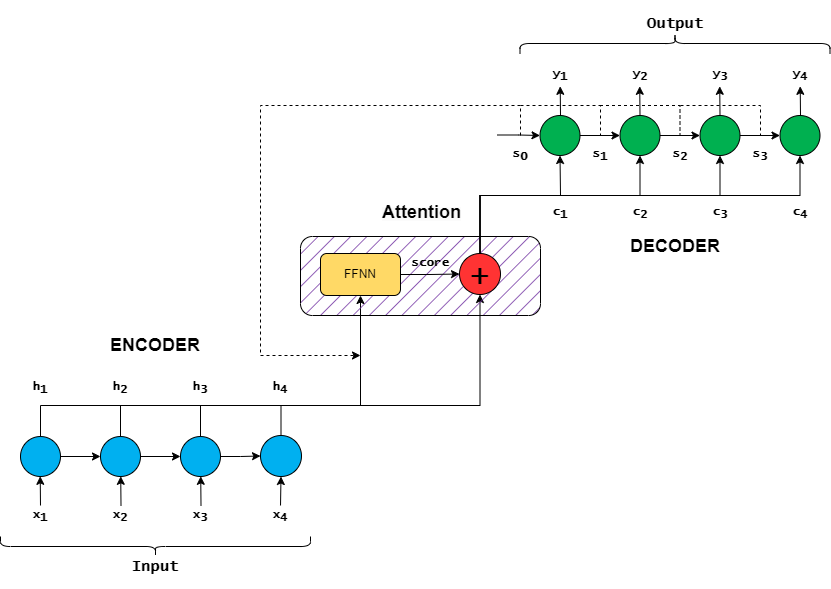 Output
y1 y2 y3 y4
s0 s1 s2 s3
c1 c2 c3 c4
Attention
DECODER
FFNN
score
+
ENCODER
h1 h2 h3 h4
x1 x2 x3 x4
Input